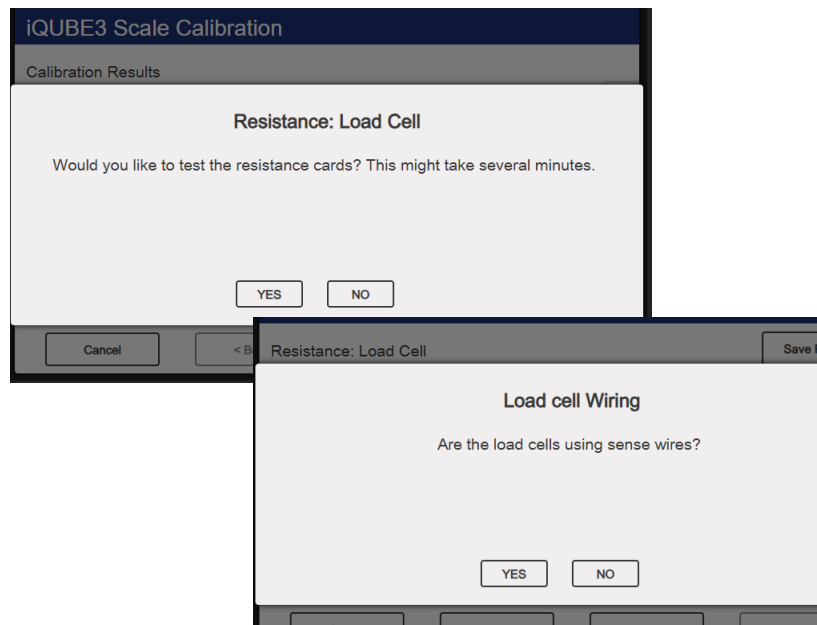 iQUBE3 Scale Calibration
Calibration Results
Resistance: Load Cell
Would you like to test the resistance cards? This might take several minutes.
YES NO
Cancel < B
Resistance: Load Cell Save
Load cell Wiring
Are the load cells using sense wires?
YES NO